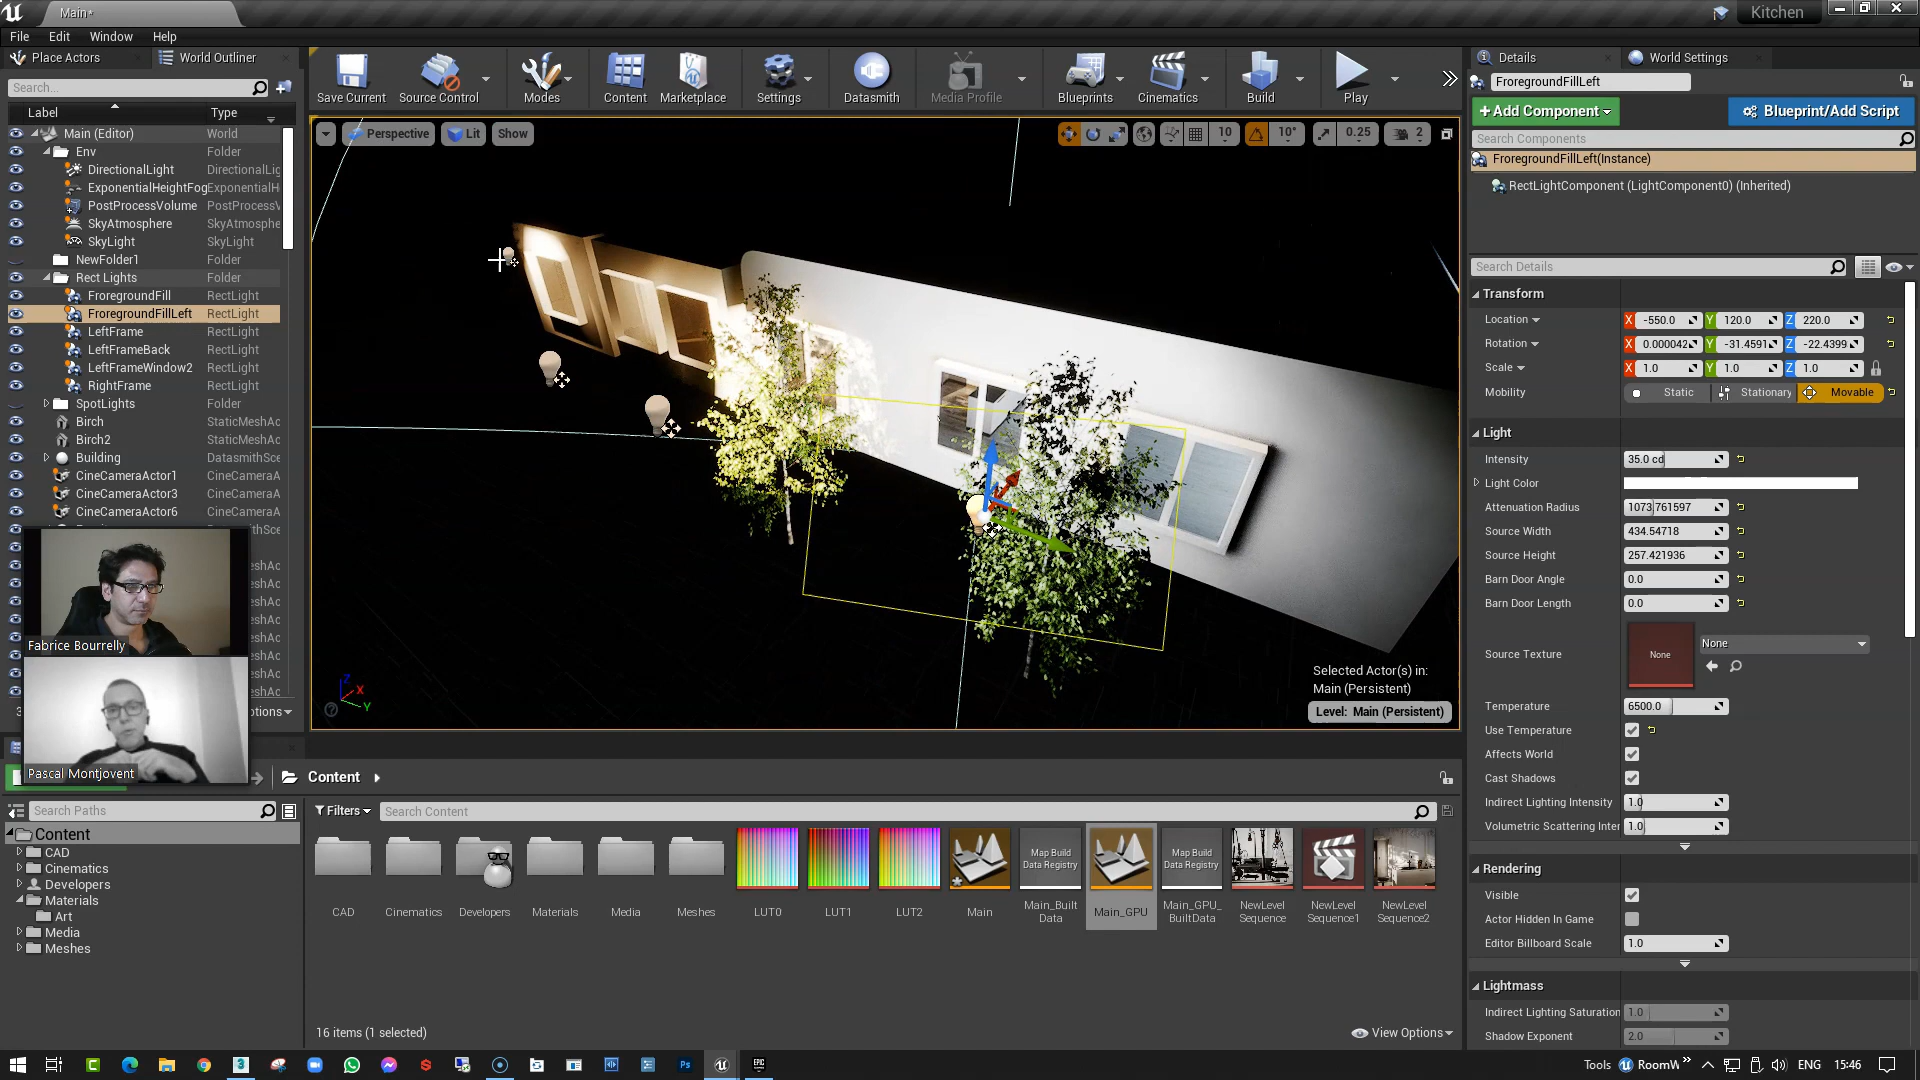 Main*
Kitchen
File Edit Window Help
Place Actors World Outliner
Search...
Label Type
Main (Editor) World
Env Folder
DirectionalLight DirectionalLig
ExponentialHeightFog ExponentialH
PostProcessVolume PostProcessV
SkyAtmosphere SkyAtmosphe
SkyLight SkyLight
NewFolder1 Folder
Rect Lights Folder
FroregroundFill RectLight
FroregroundFillLeft RectLight
LeftFrame RectLight
LeftFrameBack RectLight
LeftFrameWindow2 RectLight
RightFrame RectLight
SpotLights Folder
Birch StaticMeshAc
Birch2 StaticMeshAc
Building DatasmithSce
CineCameraActor1 CineCameraA
CineCameraActor3 CineCameraA
CineCameraActor6 CineCameraA
Fabrice Bourrelly
Pascal Montjovent
Save Current Source Control Modes Content Marketplace Settings Datasmith Media Profile Blueprints Cinematics Build Play
Perspective Lit Show
10 10° 0.25 2
Z X Y
Selected Actor(s) in:
Main (Persistent)
Level: Main (Persistent)
Details World Settings
FroregroundFillLeft
+Add Component Blueprint/Add Script
Search Components
FroregroundFillLeft(Instance)
RectLightComponent (LightComponent0) (Inherited)
Search Details
Transform
Location X -550.0 Y 120.0 Z 220.0
Rotation X 0.000042 Y -31.4591 Z -22.4399
Scale X 1.0 Y 1.0 Z 1.0
Mobility Static Stationary Movable
Light
Intensity 35.0 cd
Light Color
Attenuation Radius 1073.761597
Source Width 434.54718
Source Height 257.421936
Barn Door Angle 0.0
Barn Door Length 0.0
Source Texture None None
Temperature 6500.0
Use Temperature
Affects World
Cast Shadows
Indirect Lighting Intensity 1.0
Volumetric Scattering Inter 1.0
Rendering
Visible
Actor Hidden In Game
Editor Billboard Scale 1.0
Lightmass
Indirect Lighting Saturation 1.0
Shadow Exponent 2.0
Content
Search Paths
Content
CAD
Cinematics
Developers
Materials
Art
Media
Meshes
Filters Search Content
Map Build
Data Registry
Map Build
Data Registry
CAD Cinematics Developers Materials Media Meshes LUT0 LUT1 LUT2 Main Main_Built
Data Main_GPU Main_GPU_
BuiltData NewLevel
Sequence NewLevel
Sequence1 NewLevel
Sequence2
16 items (1 selected)
View Options
Tools RoomW ENG 15:46